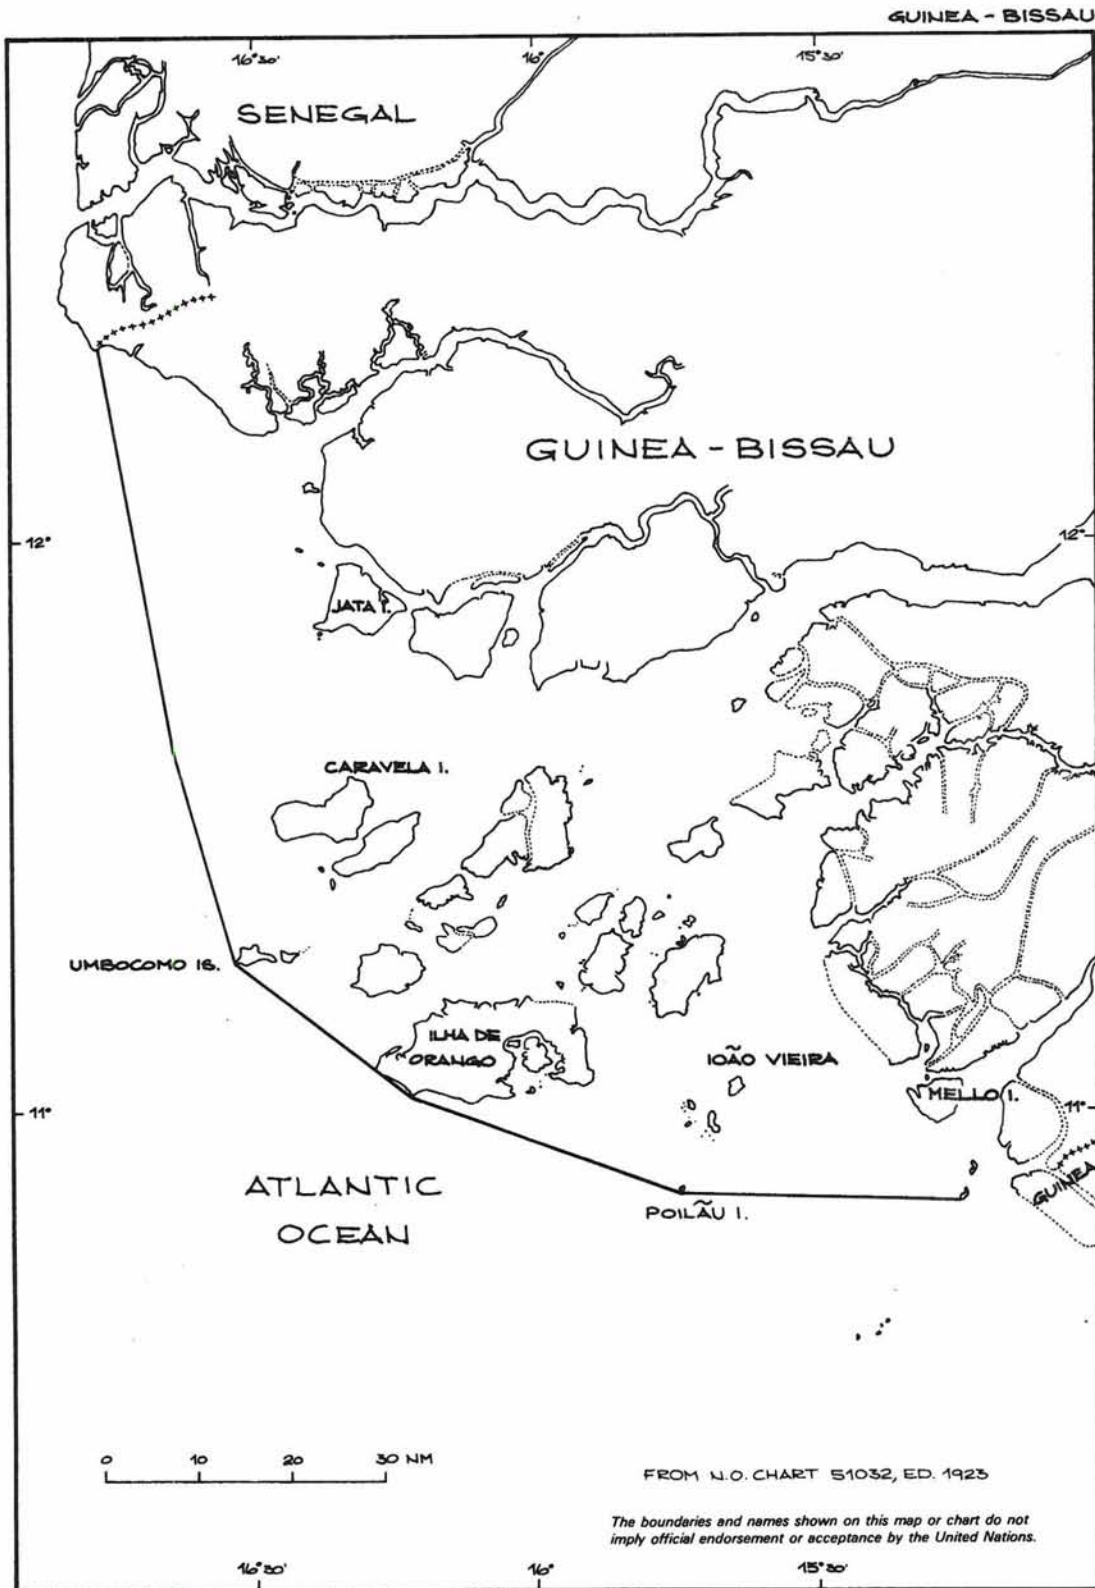 GUINEA - BISSAU
16°30'
16°
15°30'
SENEGAL
GUINEA - BISSAU
12°
12°
JATA I.
CARAVELA I.
UMBOCOMO IS.
ILHA DE
ORANGO
IOÃO VIEIRA
MELLO I.
11°
11°
GUINEA
ATLANTIC
OCEAN
POILÃU I.
0 10 20 30 NM
FROM N.O. CHART 51032, ED. 1923
The boundaries and names shown on this map or chart do not
imply official endorsement or acceptance by the United Nations.
16°30'
16°
15°30'